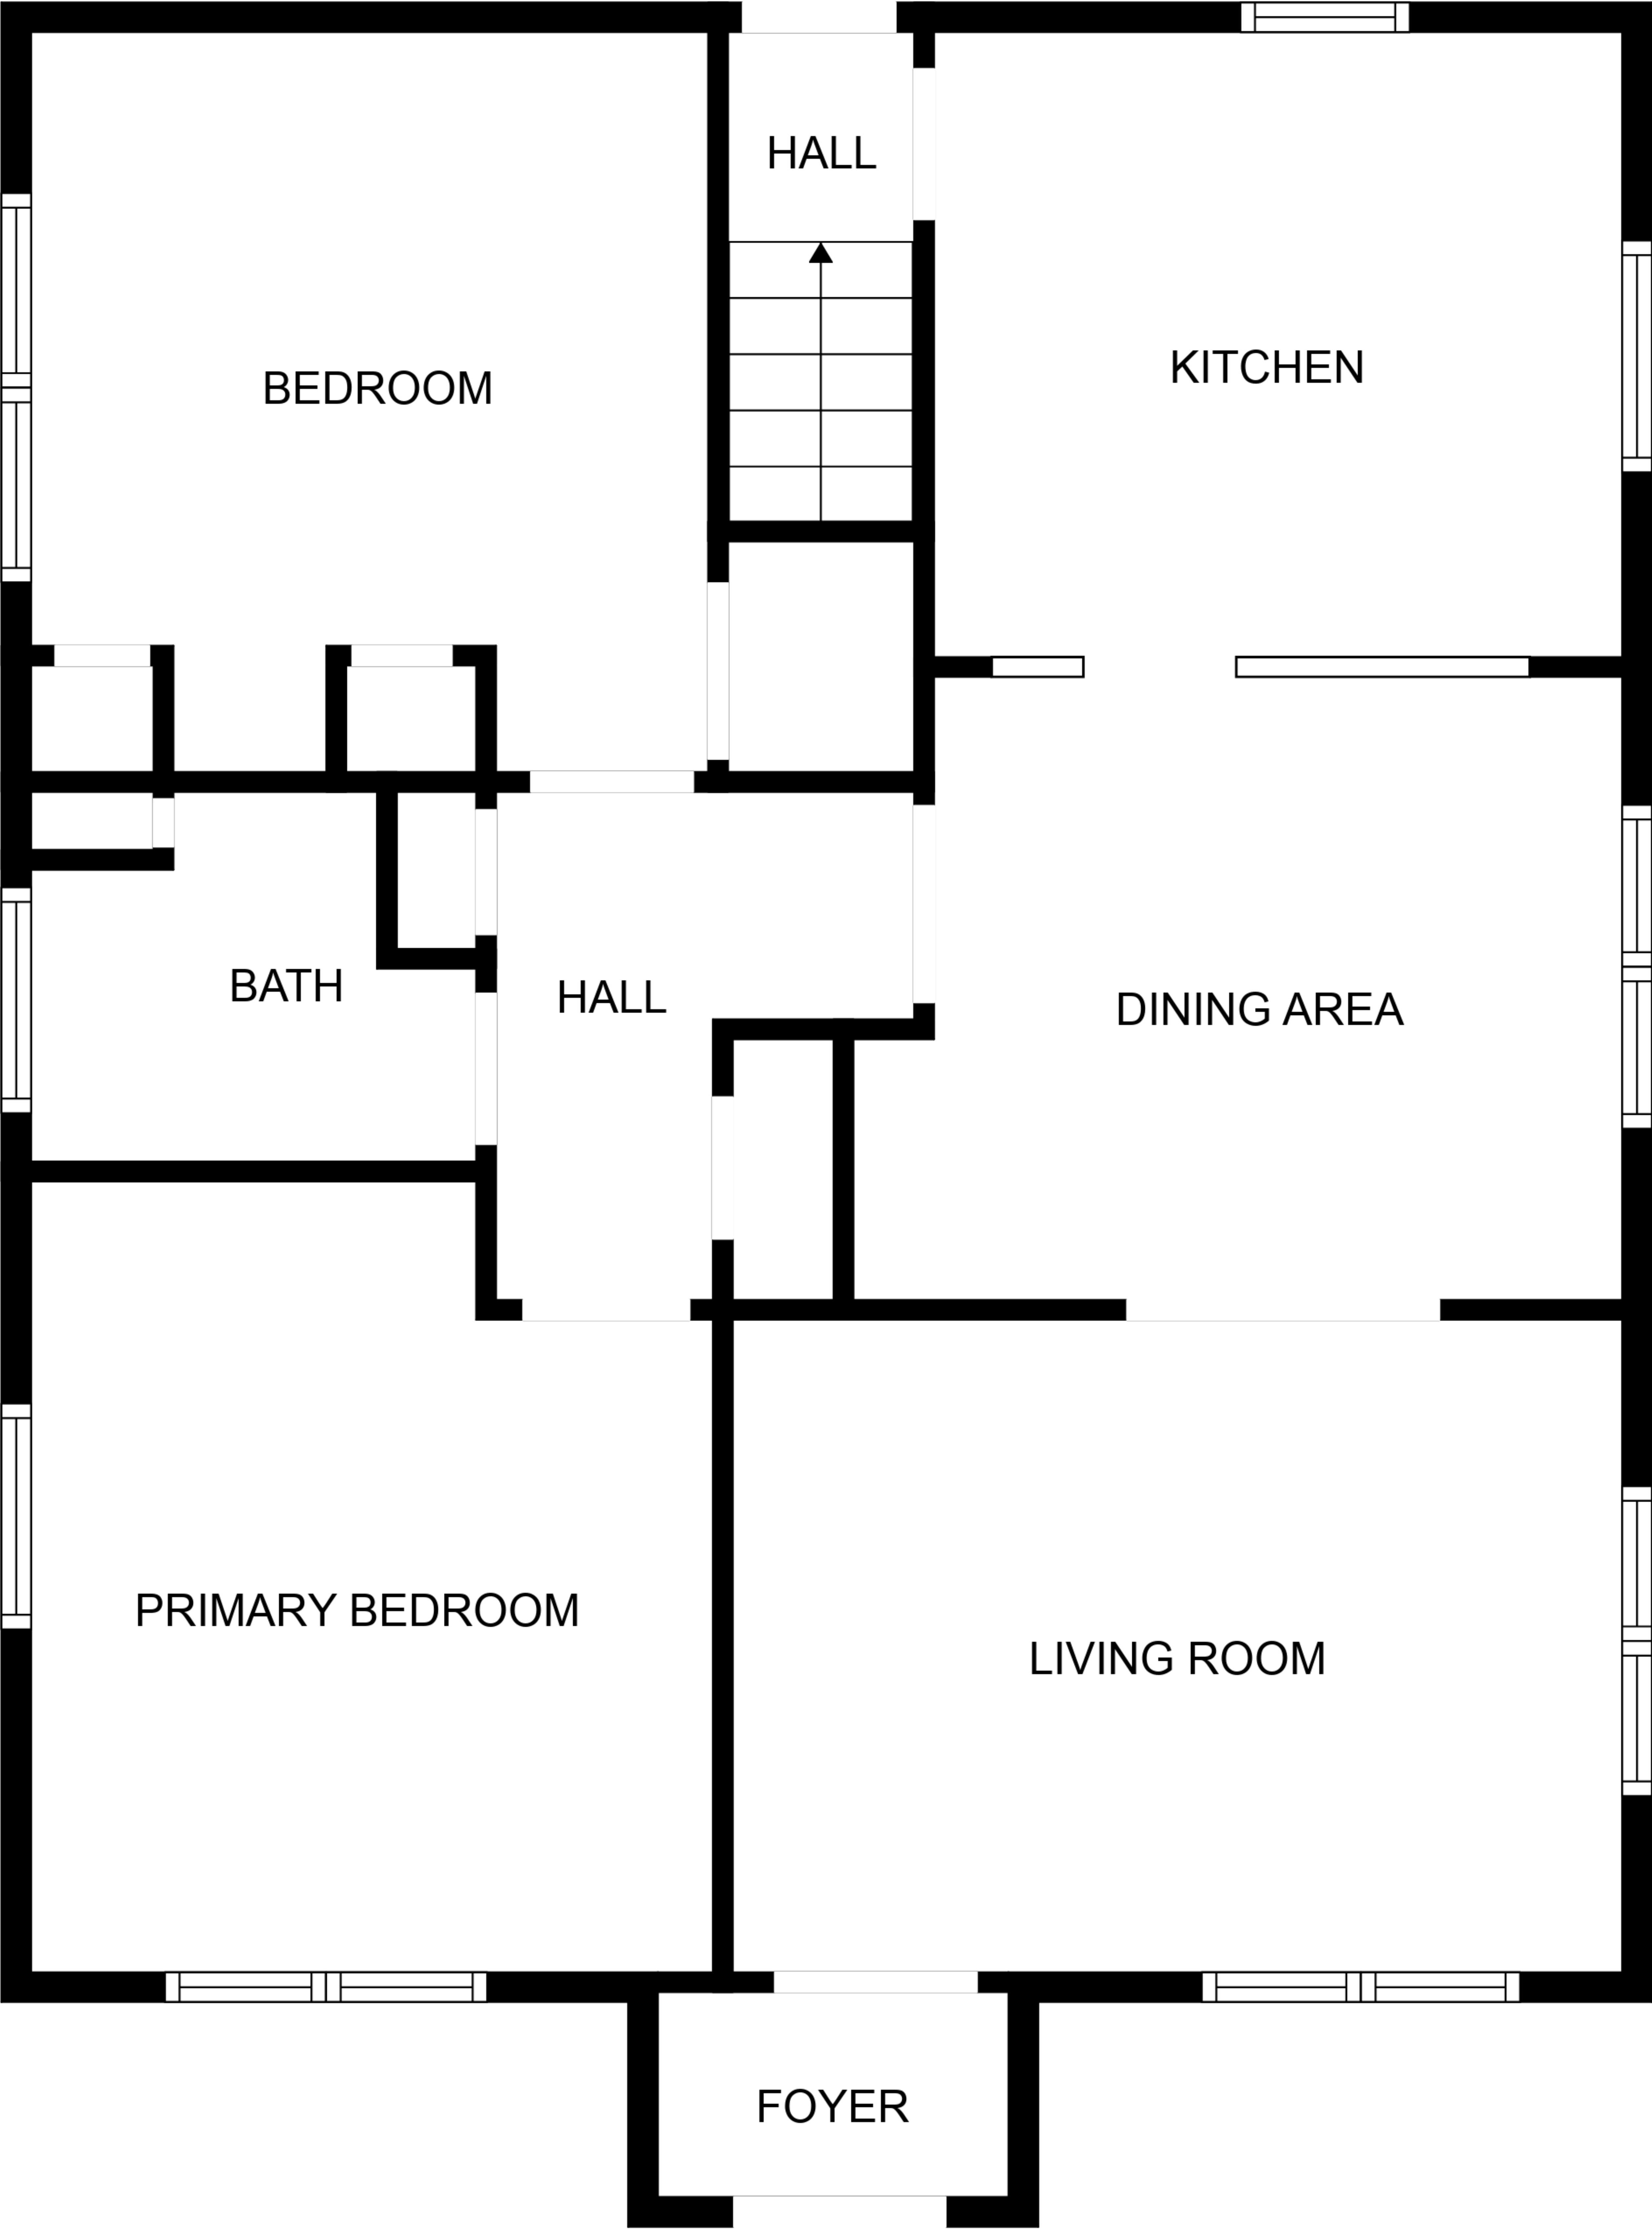 HALL
KITCHEN
BEDROOM
BATH
HALL
DINING AREA
PRIMARY BEDROOM
LIVING ROOM
FOYER